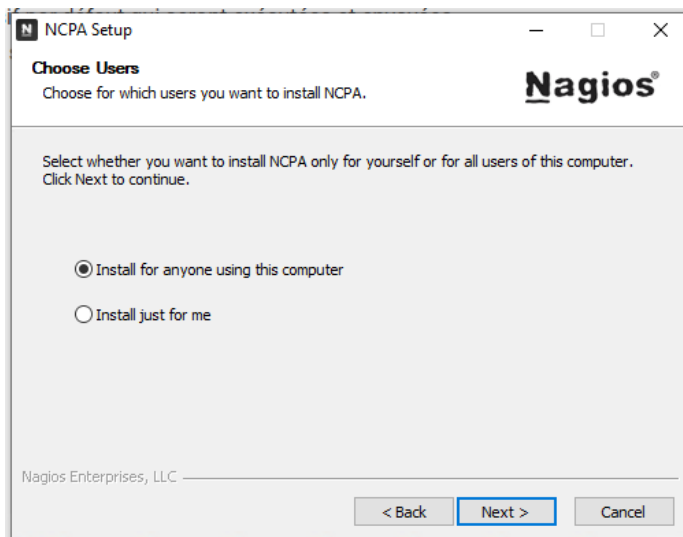 NCPA Setup
Choose Users
Choose for which users you want to install NCPA.
Nagios®
Select whether you want to install NCPA only for yourself or for all users of this computer.
Click Next to continue.
Install for anyone using this computer
Install just for me
Nagios Enterprises, LLC
< Back Next > Cancel